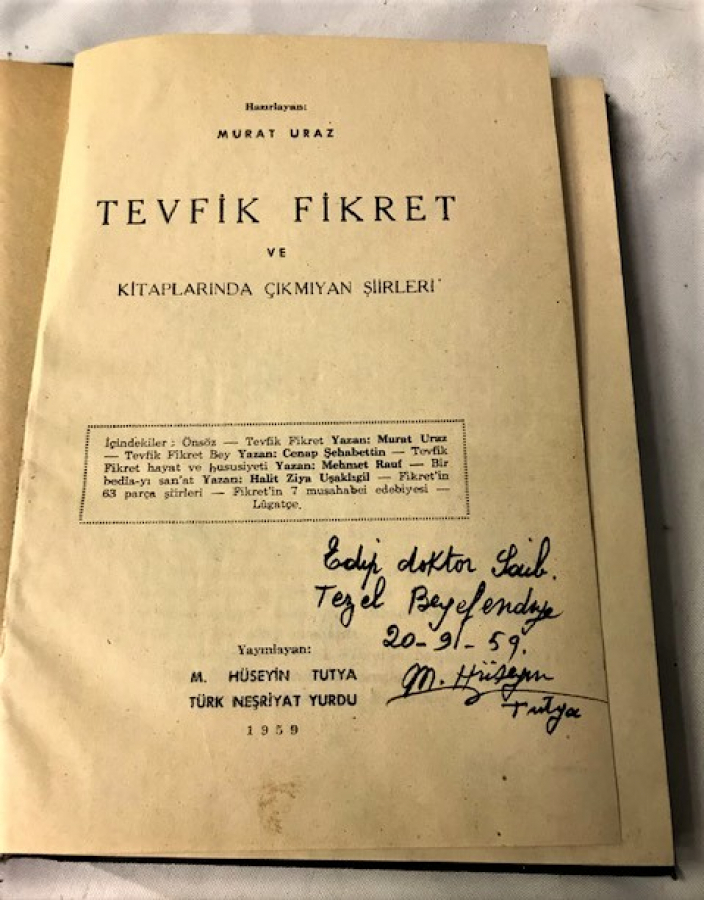 Hazırlayan:
MURAT URAZ
TEVFİK FİKRET
VE
KİTAPLARINDA ÇIKMIYAN ŞİİRLERİ
İçindekiler : Önsöz — Tevfik Fikret Yazan: Murat Uraz
— Tevfik Fikret Bey Yazan: Cenap Şehabettin — Tevfik
Fikret hayat ve hususiyeti Yazan: Mehmet Rauf — Bir
bedia-yı san'at Yazan: Halit Ziya Uşaklıgil — Fikret'in
63 parça şiirleri — Fikret'in 7 musahabei edebiyesi —
Lûgatçe.
Edip doktor Saib.
Tezel Beyefendiye
20-9-59.
M. Hüseyin
Tutya
Yayınlayan:
M. HÜSEYİN TUTYA
TÜRK NEŞRİYAT YURDU
1959